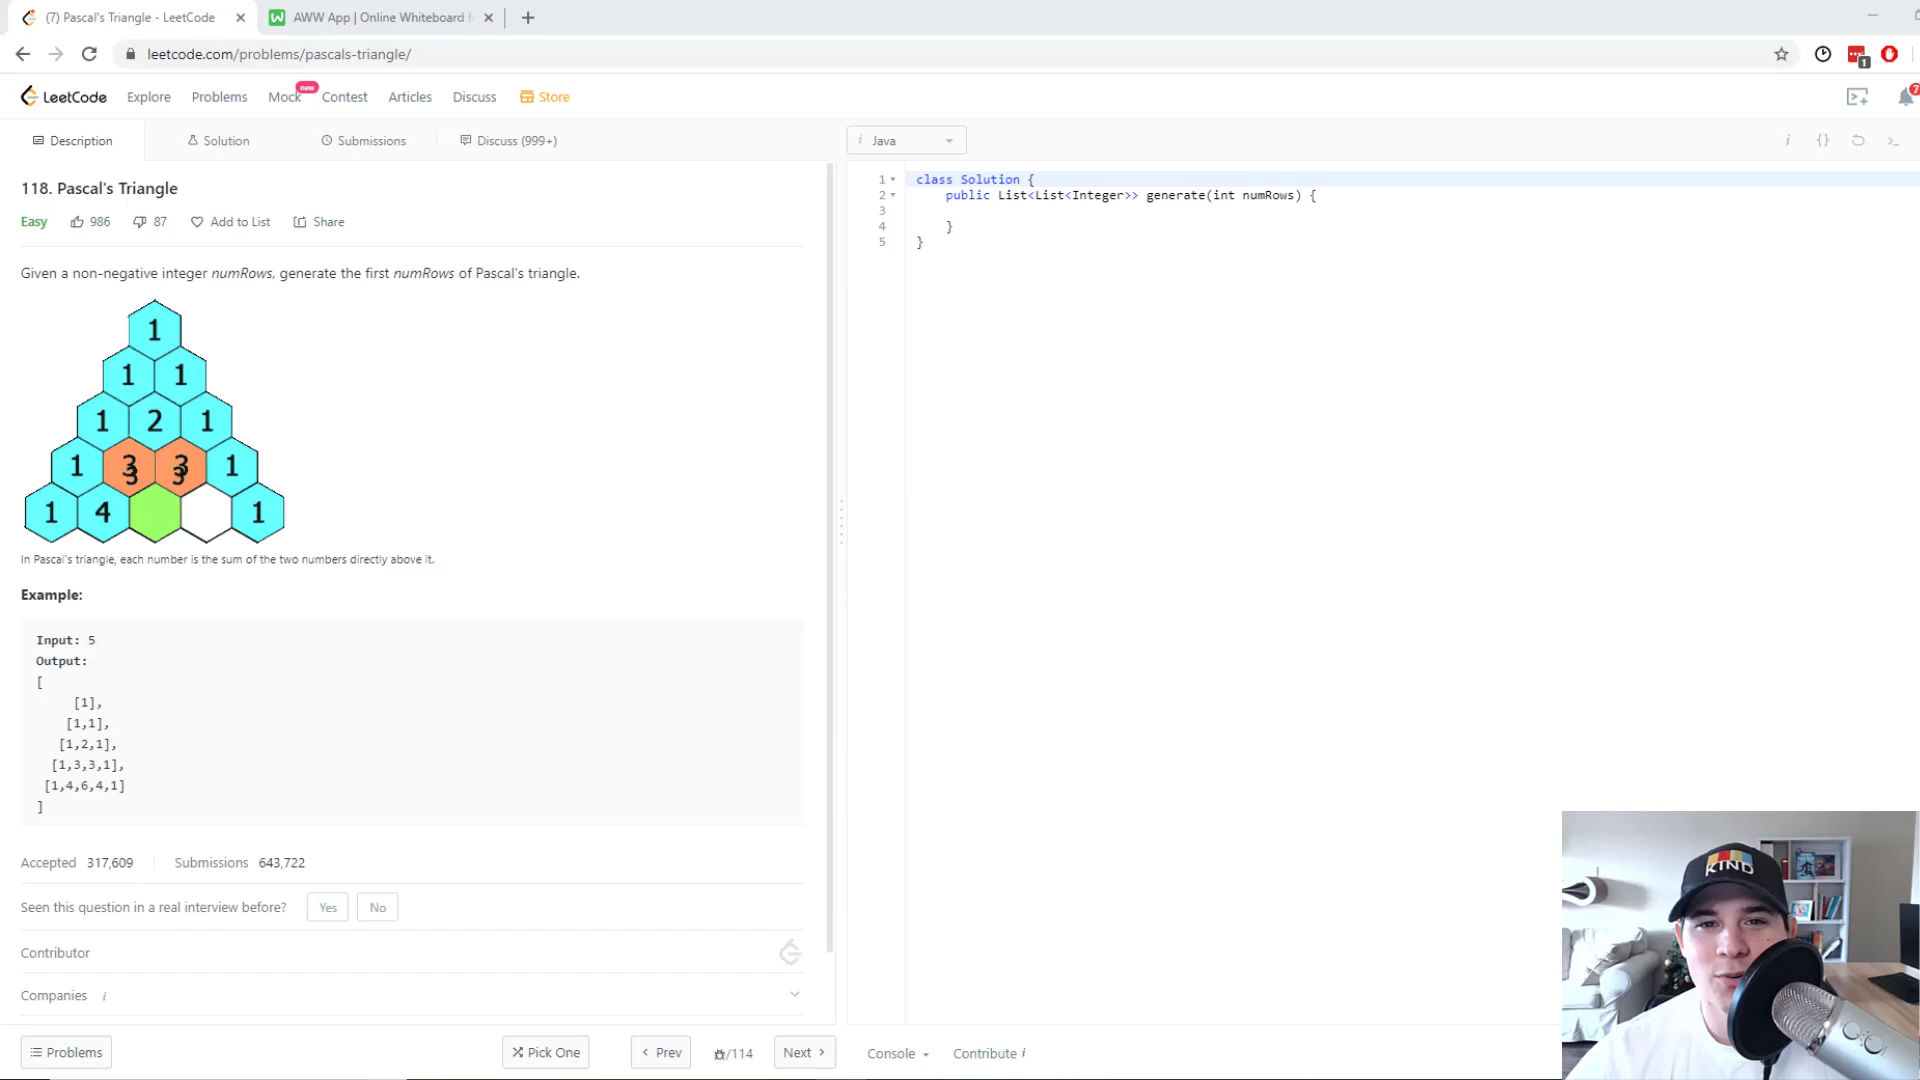 (7) Pascal's Triangle - LeetCode
AWW App | Online Whiteboard f
leetcode.com/problems/pascals-triangle/
1
LeetCode
Explore
Problems
Mock
new
Contest
Articles
Discuss
Store
7
Description
Solution
Submissions
Discuss (999+)
i Java
i {} >_
118. Pascal's Triangle
Easy 986 87 Add to List Share
Given a non-negative integer numRows, generate the first numRows of Pascal's triangle.
1
1 1
1 2 1
1 3 3 1
3 3
1 4 1
In Pascal's triangle, each number is the sum of the two numbers directly above it.
Example:
Input: 5
Output:
[
[1],
[1,1],
[1,2,1],
[1,3,3,1],
[1,4,6,4,1]
]
Accepted 317,609 Submissions 643,722
Seen this question in a real interview before? Yes No
Contributor
Companies i
Problems
Pick One
Prev
/114
Next
1 class Solution {
2 public List<List<Integer>> generate(int numRows) {
3
4 }
5 }
Console
Contribute i
KIND